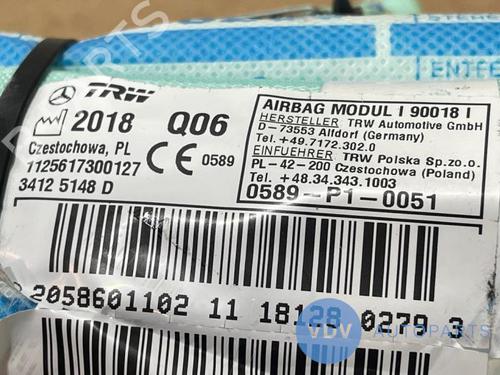 TRW
2018 Q06
Czestochowa, PL
1125617300127
3412 5148 D
0589
AIRBAG MODUL I 90018 I
HERSTELLER TRW Automotive GmbH
D-73553 Alfdorf (Germany)
Tel +49.7172.302.0
EINFUEHRER TRW Polska Sp.zo.o.
PL-42-200 Czestochowa (Poland)
Tel +48.34.343.1003
0589-P1-0051
2058601102 11 18128 0279 3
VDV AUTOPARTS